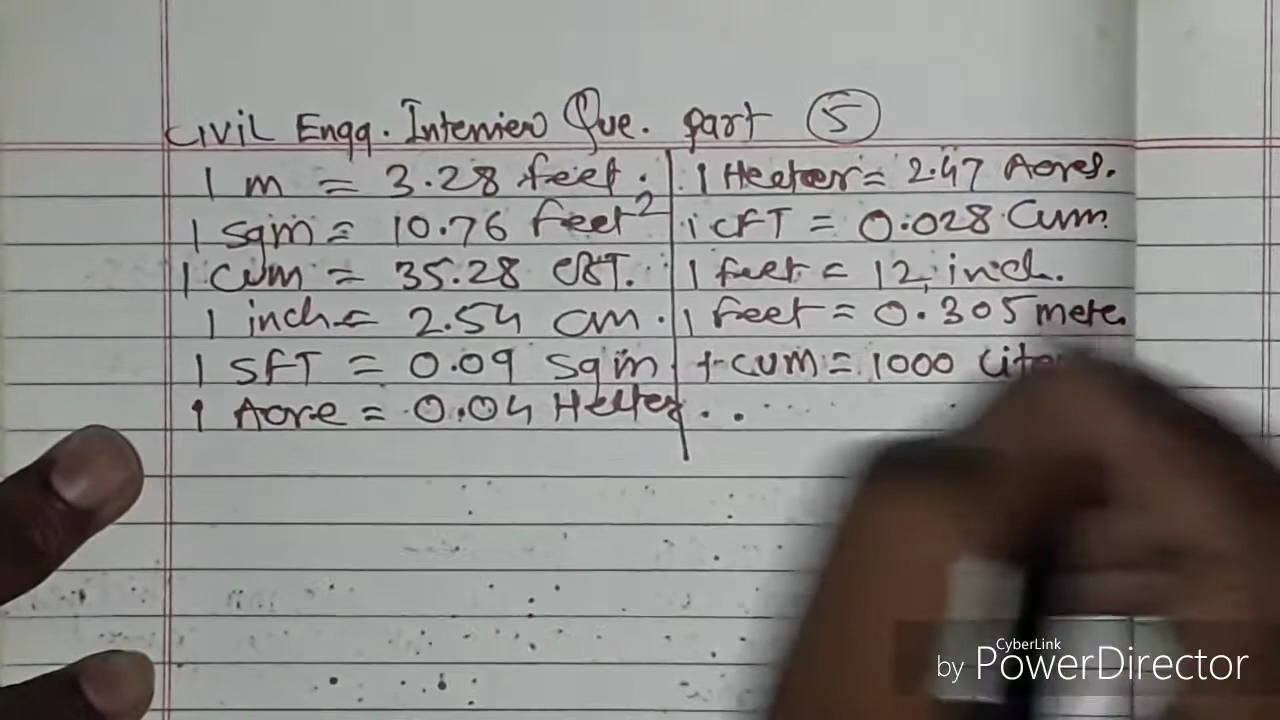 CIVIL Engg. Interview Que. part 5
1 m = 3.28 feet.
1 sqm = 10.76 feet²
1 cum = 35.28 CFT.
1 inch = 2.54 cm.
1 SFT = 0.09 sqm
1 Acre = 0.04 Hecter
1 Hecter = 2.47 Acres.
1 CFT = 0.028 Cum.
1 feet = 12 inch.
1 feet = 0.305 mete.
1 cum = 1000
CyberLink
by PowerDirector